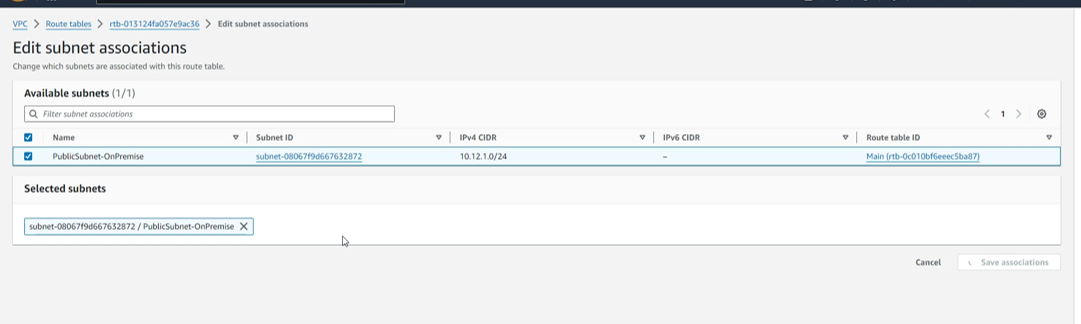 VPC > Route tables > rtb-013124fa057e9ac36 > Edit subnet associations
Edit subnet associations
Change which subnets are associated with this route table.
Available subnets (1/1)
Filter subnet associations
1
Name Subnet ID IPv4 CIDR IPv6 CIDR Route table ID
PublicSubnet-OnPremise subnet-08067f9d667632872 10.12.1.0/24 – Main (rtb-0c010bf6eeec5ba87)
Selected subnets
subnet-08067f9d667632872 / PublicSubnet-OnPremise X
Cancel Save associations